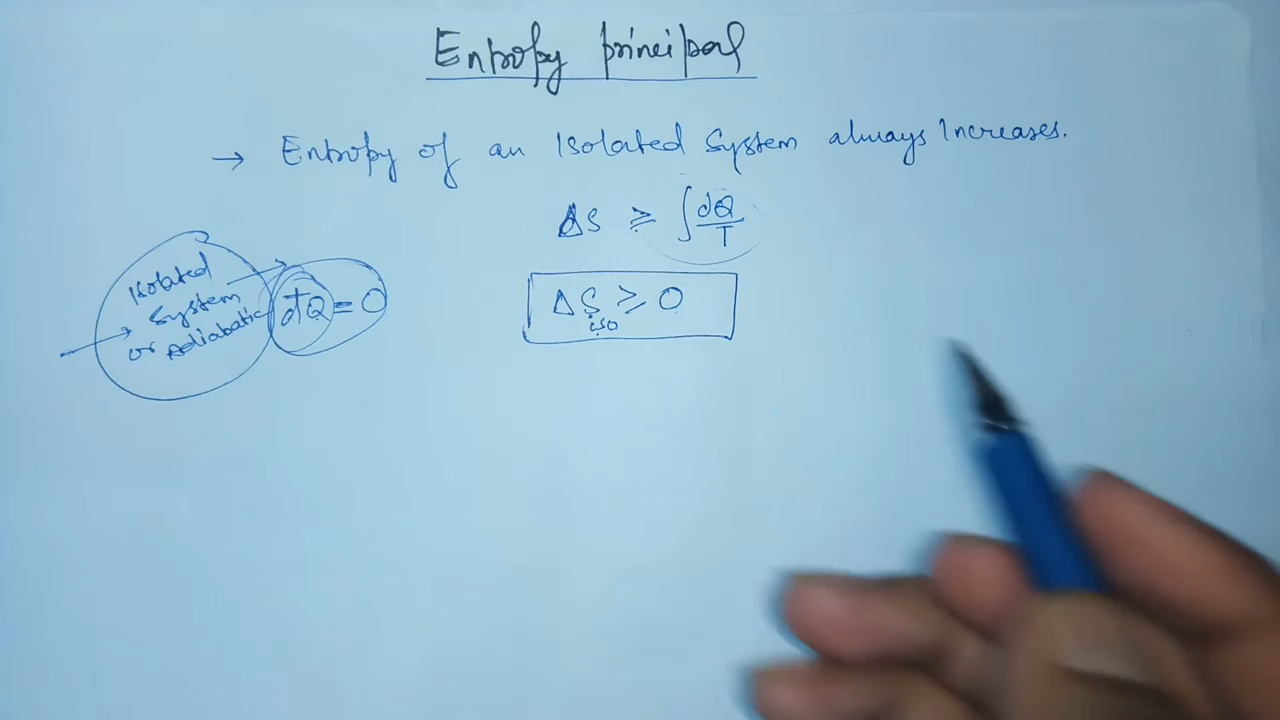 Entropy principal
→ Entropy of an Isolated System always Increases.
ΔS ≥ ∫dQ/T
Isolated
System
or Adiabatic
dQ = 0
ΔS iso ≥ 0